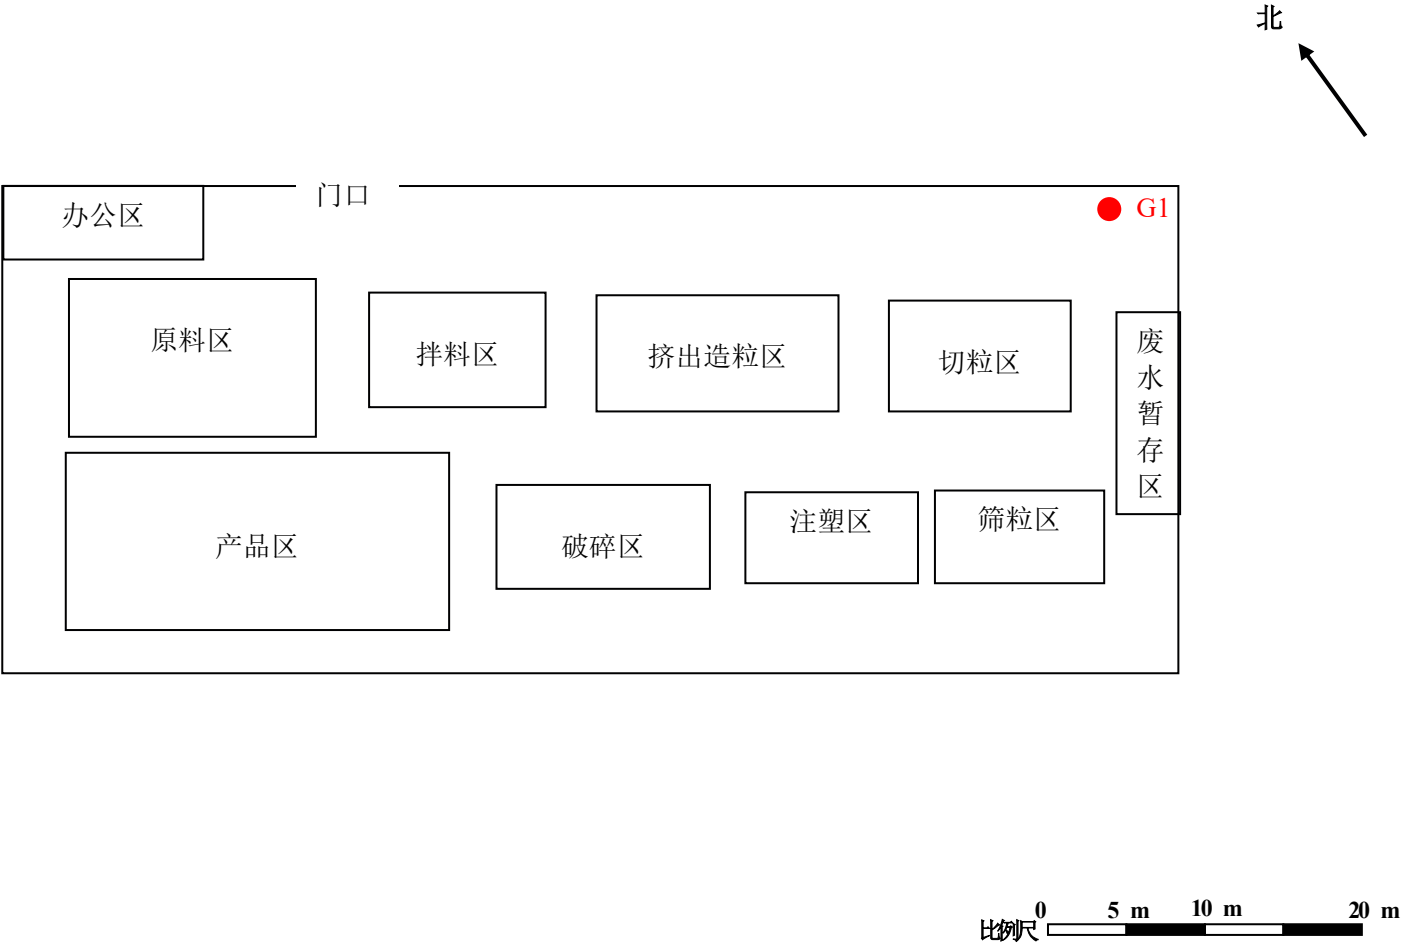 北
门口
办公区
G1
原料区
拌料区
挤出造粒区
切粒区
废水暂存区
产品区
破碎区
注塑区
筛粒区
比例尺 0 5 m 10 m 20 m